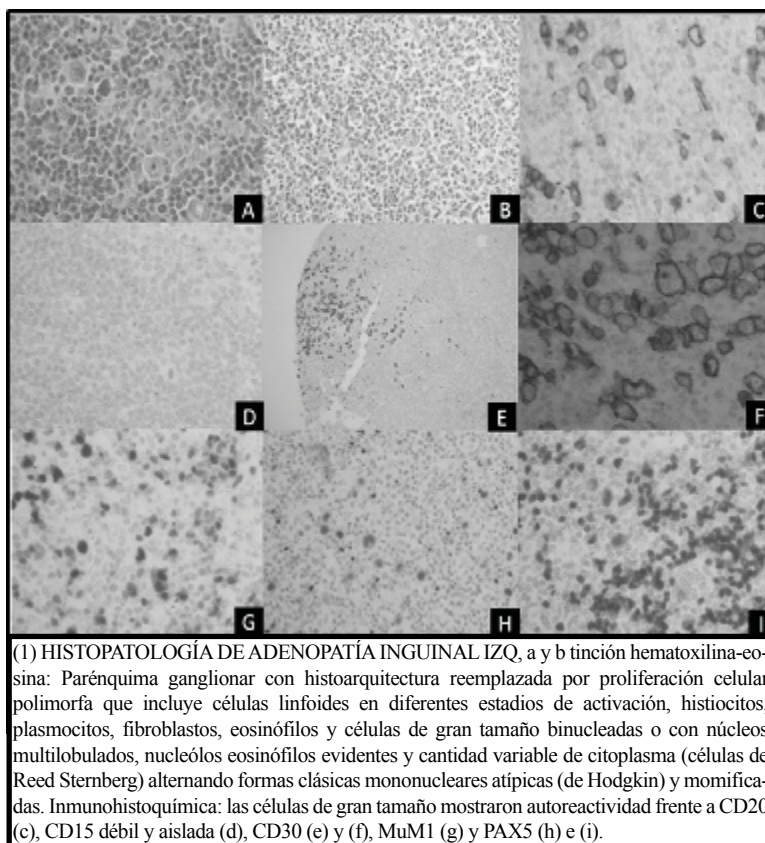 A
B
C
D
E
F
G
H
I
(1) HISTOPATOLOGÍA DE ADENOPATÍA INGUINAL IZQ, a y b tinción hematoxilina-eo-
sina: Parénquima ganglionar con histoarquitectura reemplazada por proliferación celular
polimorfa que incluye células linfoides en diferentes estadios de activación, histiocitos,
plasmocitos, fibroblastos, eosinófilos y células de gran tamaño binucleadas o con núcleos
multilobulados, nucleólos eosinófilos evidentes y cantidad variable de citoplasma (células de
Reed Sternberg) alternando formas clásicas mononucleares atípicas (de Hodgkin) y momifica-
das. Inmunohistoquímica: las células de gran tamaño mostraron autoreactividad frente a CD20
(c), CD15 débil y aislada (d), CD30 (e) y (f), MuM1 (g) y PAX5 (h) e (i).